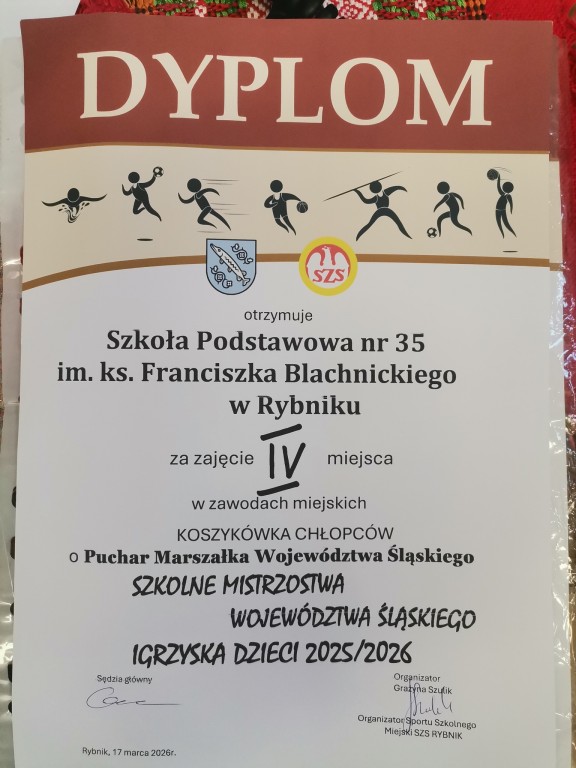 DYPLOM
SZS
otrzymuje
Szkoła Podstawowa nr 35
im. ks. Franciszka Blachnickiego
w Rybniku
za zajęcie IV miejsca
w zawodach miejskich
KOSZYKÓWKA CHŁOPCÓW
o Puchar Marszałka Województwa Śląskiego
SZKOLNE MISTRZOSTWA
WOJEWÓDZTWA ŚLĄSKIEGO
IGRZYSKA DZIECI 2025/2026
Sędzia główny
Organizator
Grażyna Szulik
Organizator Sportu Szkolnego
Miejski SZS RYBNIK
Rybnik, 17 marca 2026r.